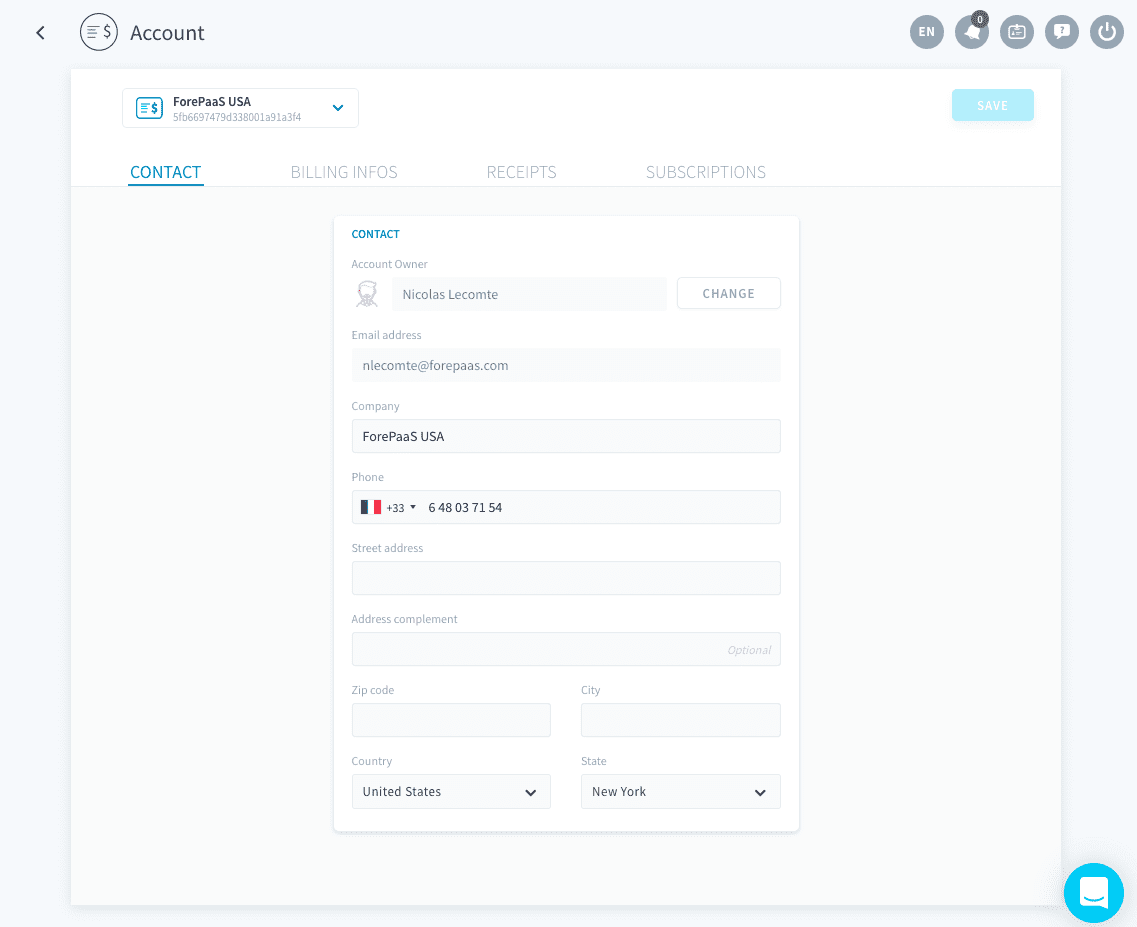 Account
EN
0
?
ForePaaS USA
5fb6697479d338001a91a3f4
SAVE
CONTACT
BILLING INFOS
RECEIPTS
SUBSCRIPTIONS
CONTACT
Account Owner
Nicolas Lecomte
CHANGE
Email address
nlecomte@forepaas.com
Company
ForePaaS USA
Phone
+33 6 48 03 71 54
Street address
Address complement
Optional
Zip code
City
Country
State
United States
New York